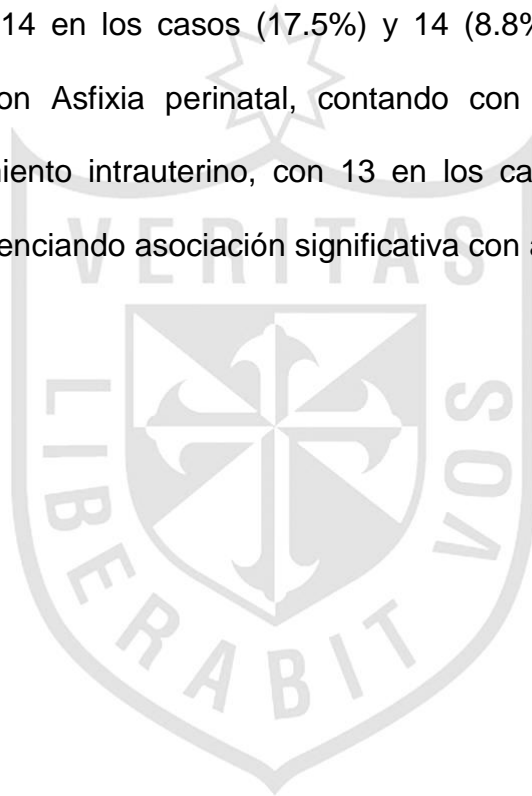 14 en los casos (17.5%) y 14 (8.8%
on Asfixia perinatal, contando con
miento intrauterino, con 13 en los ca
enciando asociación significativa con a
VERITAS
LIBERABIT
VOS